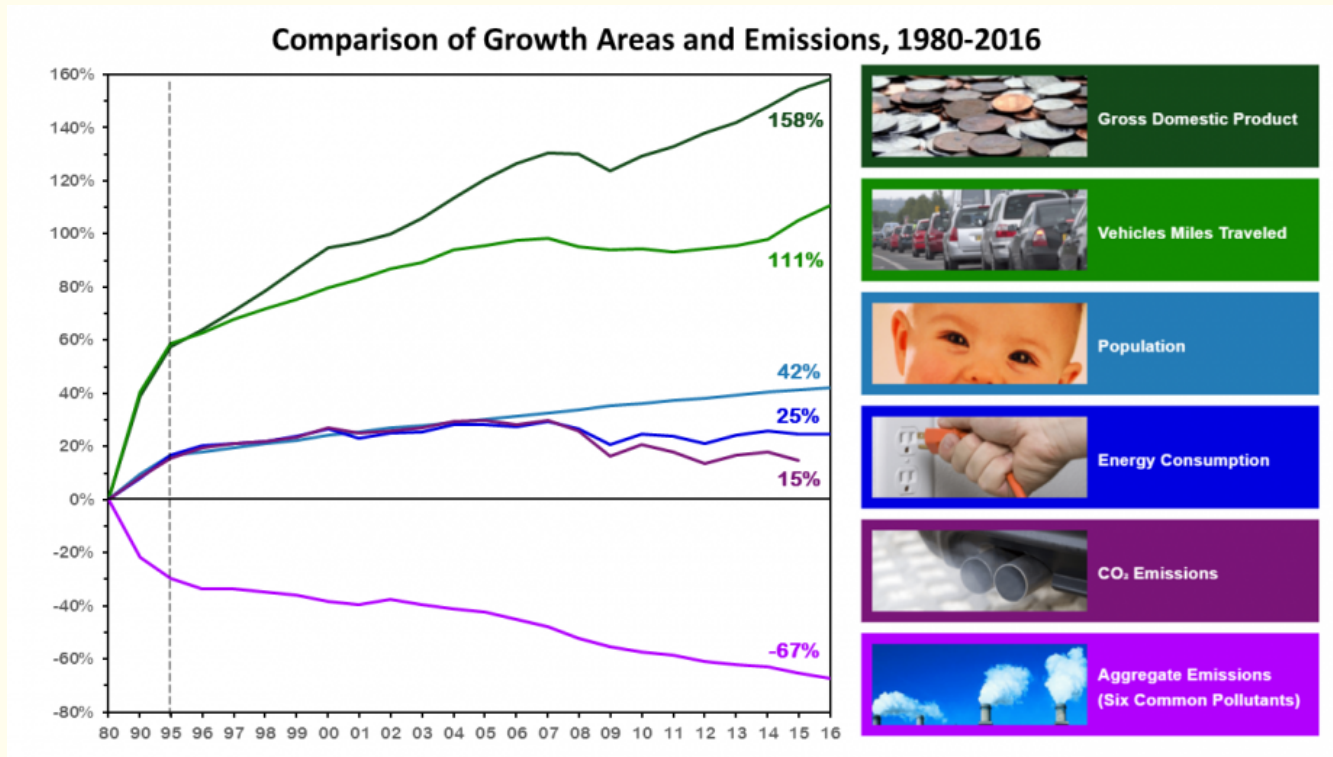 Comparison of Growth Areas and Emissions, 1980-2016
160%
140%
120%
100%
80%
60%
40%
20%
0%
-20%
-40%
-60%
-80%
158%
111%
42%
25%
15%
-67%
80 90 95 96 97 98 99 00 01 02 03 04 05 06 07 08 09 10 11 12 13 14 15 16
Gross Domestic Product
Vehicles Miles Traveled
Population
Energy Consumption
CO₂ Emissions
Aggregate Emissions
(Six Common Pollutants)